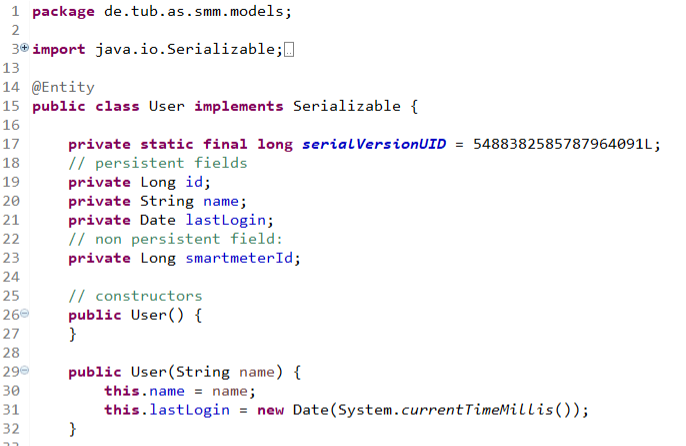 1 package de.tub.as.smm.models;
2
3 import java.io.Serializable;
13
14 @Entity
15 public class User implements Serializable {
16
17 private static final long serialVersionUID = 5488382585787964091L;
18 // persistent fields
19 private Long id;
20 private String name;
21 private Date lastLogin;
22 // non persistent field:
23 private Long smartmeterId;
24
25 // constructors
26 public User() {
27 }
28
29 public User(String name) {
30 this.name = name;
31 this.lastLogin = new Date(System.currentTimeMillis());
32 }